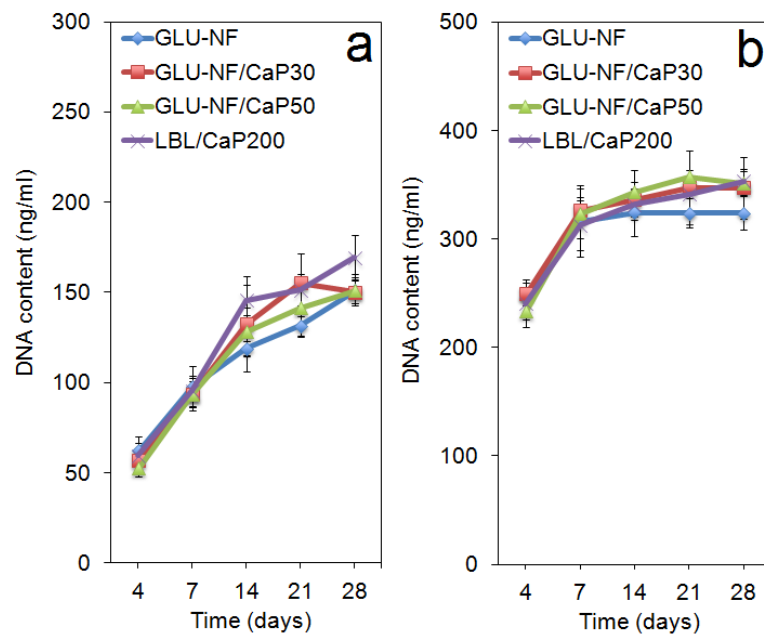 a
GLU-NF
GLU-NF/CaP30
GLU-NF/CaP50
LBL/CaP200
300
250
200
150
100
50
0
DNA content (ng/ml)
4 7 14 21 28
Time (days)
b
GLU-NF
GLU-NF/CaP30
GLU-NF/CaP50
LBL/CaP200
500
400
300
200
100
0
DNA content (ng/ml)
4 7 14 21 28
Time (days)